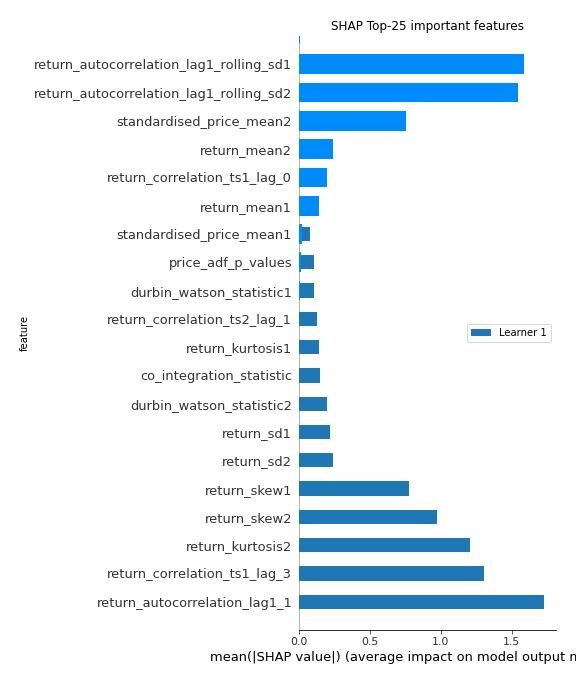 SHAP Top-25 important features
return_autocorrelation_lag1_rolling_sd1
return_autocorrelation_lag1_rolling_sd2
standardised_price_mean2
return_mean2
return_correlation_ts1_lag_0
return_mean1
standardised_price_mean1
price_adf_p_values
durbin_watson_statistic1
return_correlation_ts2_lag_1
return_kurtosis1
co_integration_statistic
durbin_watson_statistic2
return_sd1
return_sd2
return_skew1
return_skew2
return_kurtosis2
return_correlation_ts1_lag_3
return_autocorrelation_lag1_1
feature
Learner 1
0.0 0.5 1.0 1.5
mean(|SHAP value|) (average impact on model output